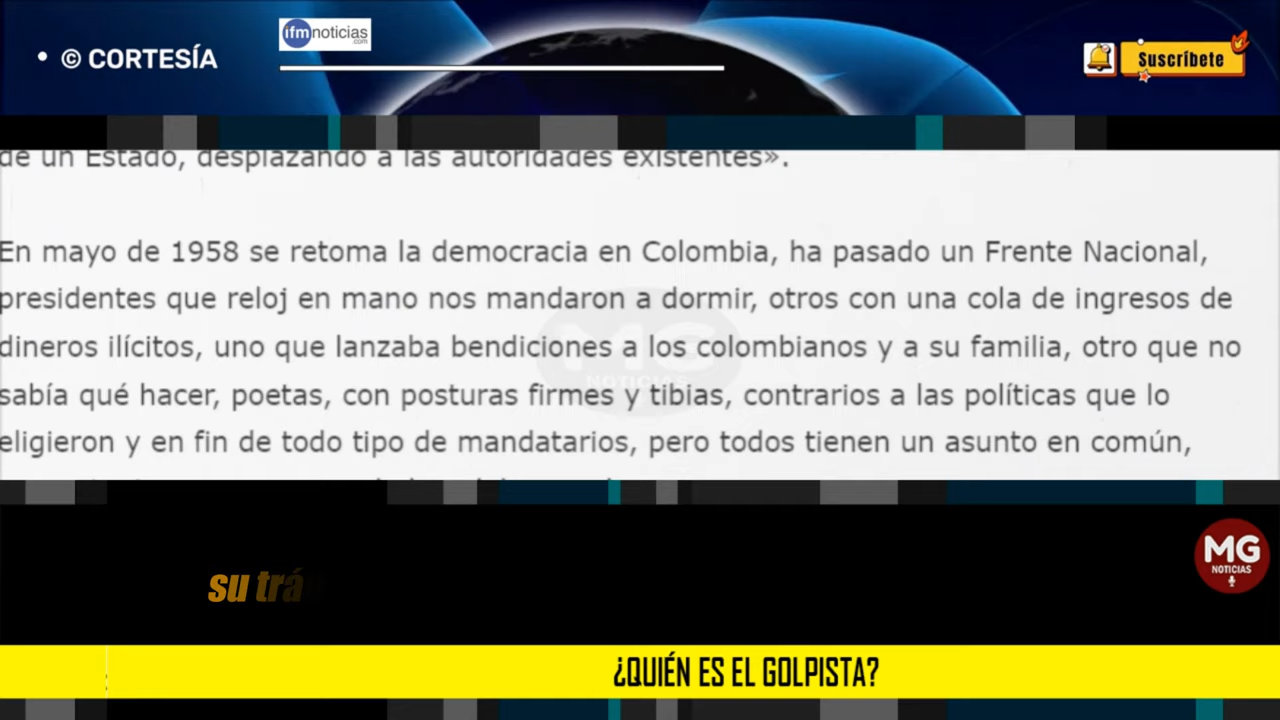 • © CORTESÍA
ifmnoticias
.com
Suscríbete
de un Estado, desplazando a las autoridades existentes».
En mayo de 1958 se retoma la democracia en Colombia, ha pasado un Frente Nacional,
presidentes que reloj en mano nos mandaron a dormir, otros con una cola de ingresos de
dineros ilícitos, uno que lanzaba bendiciones a los colombianos y a su familia, otro que no
sabía qué hacer, poetas, con posturas firmes y tibias, contrarios a las políticas que lo
eligieron y en fin de todo tipo de mandatarios, pero todos tienen un asunto en común,
MG
NOTICIAS
su trá
MG
NOTICIAS
¿QUIÉN ES EL GOLPISTA?